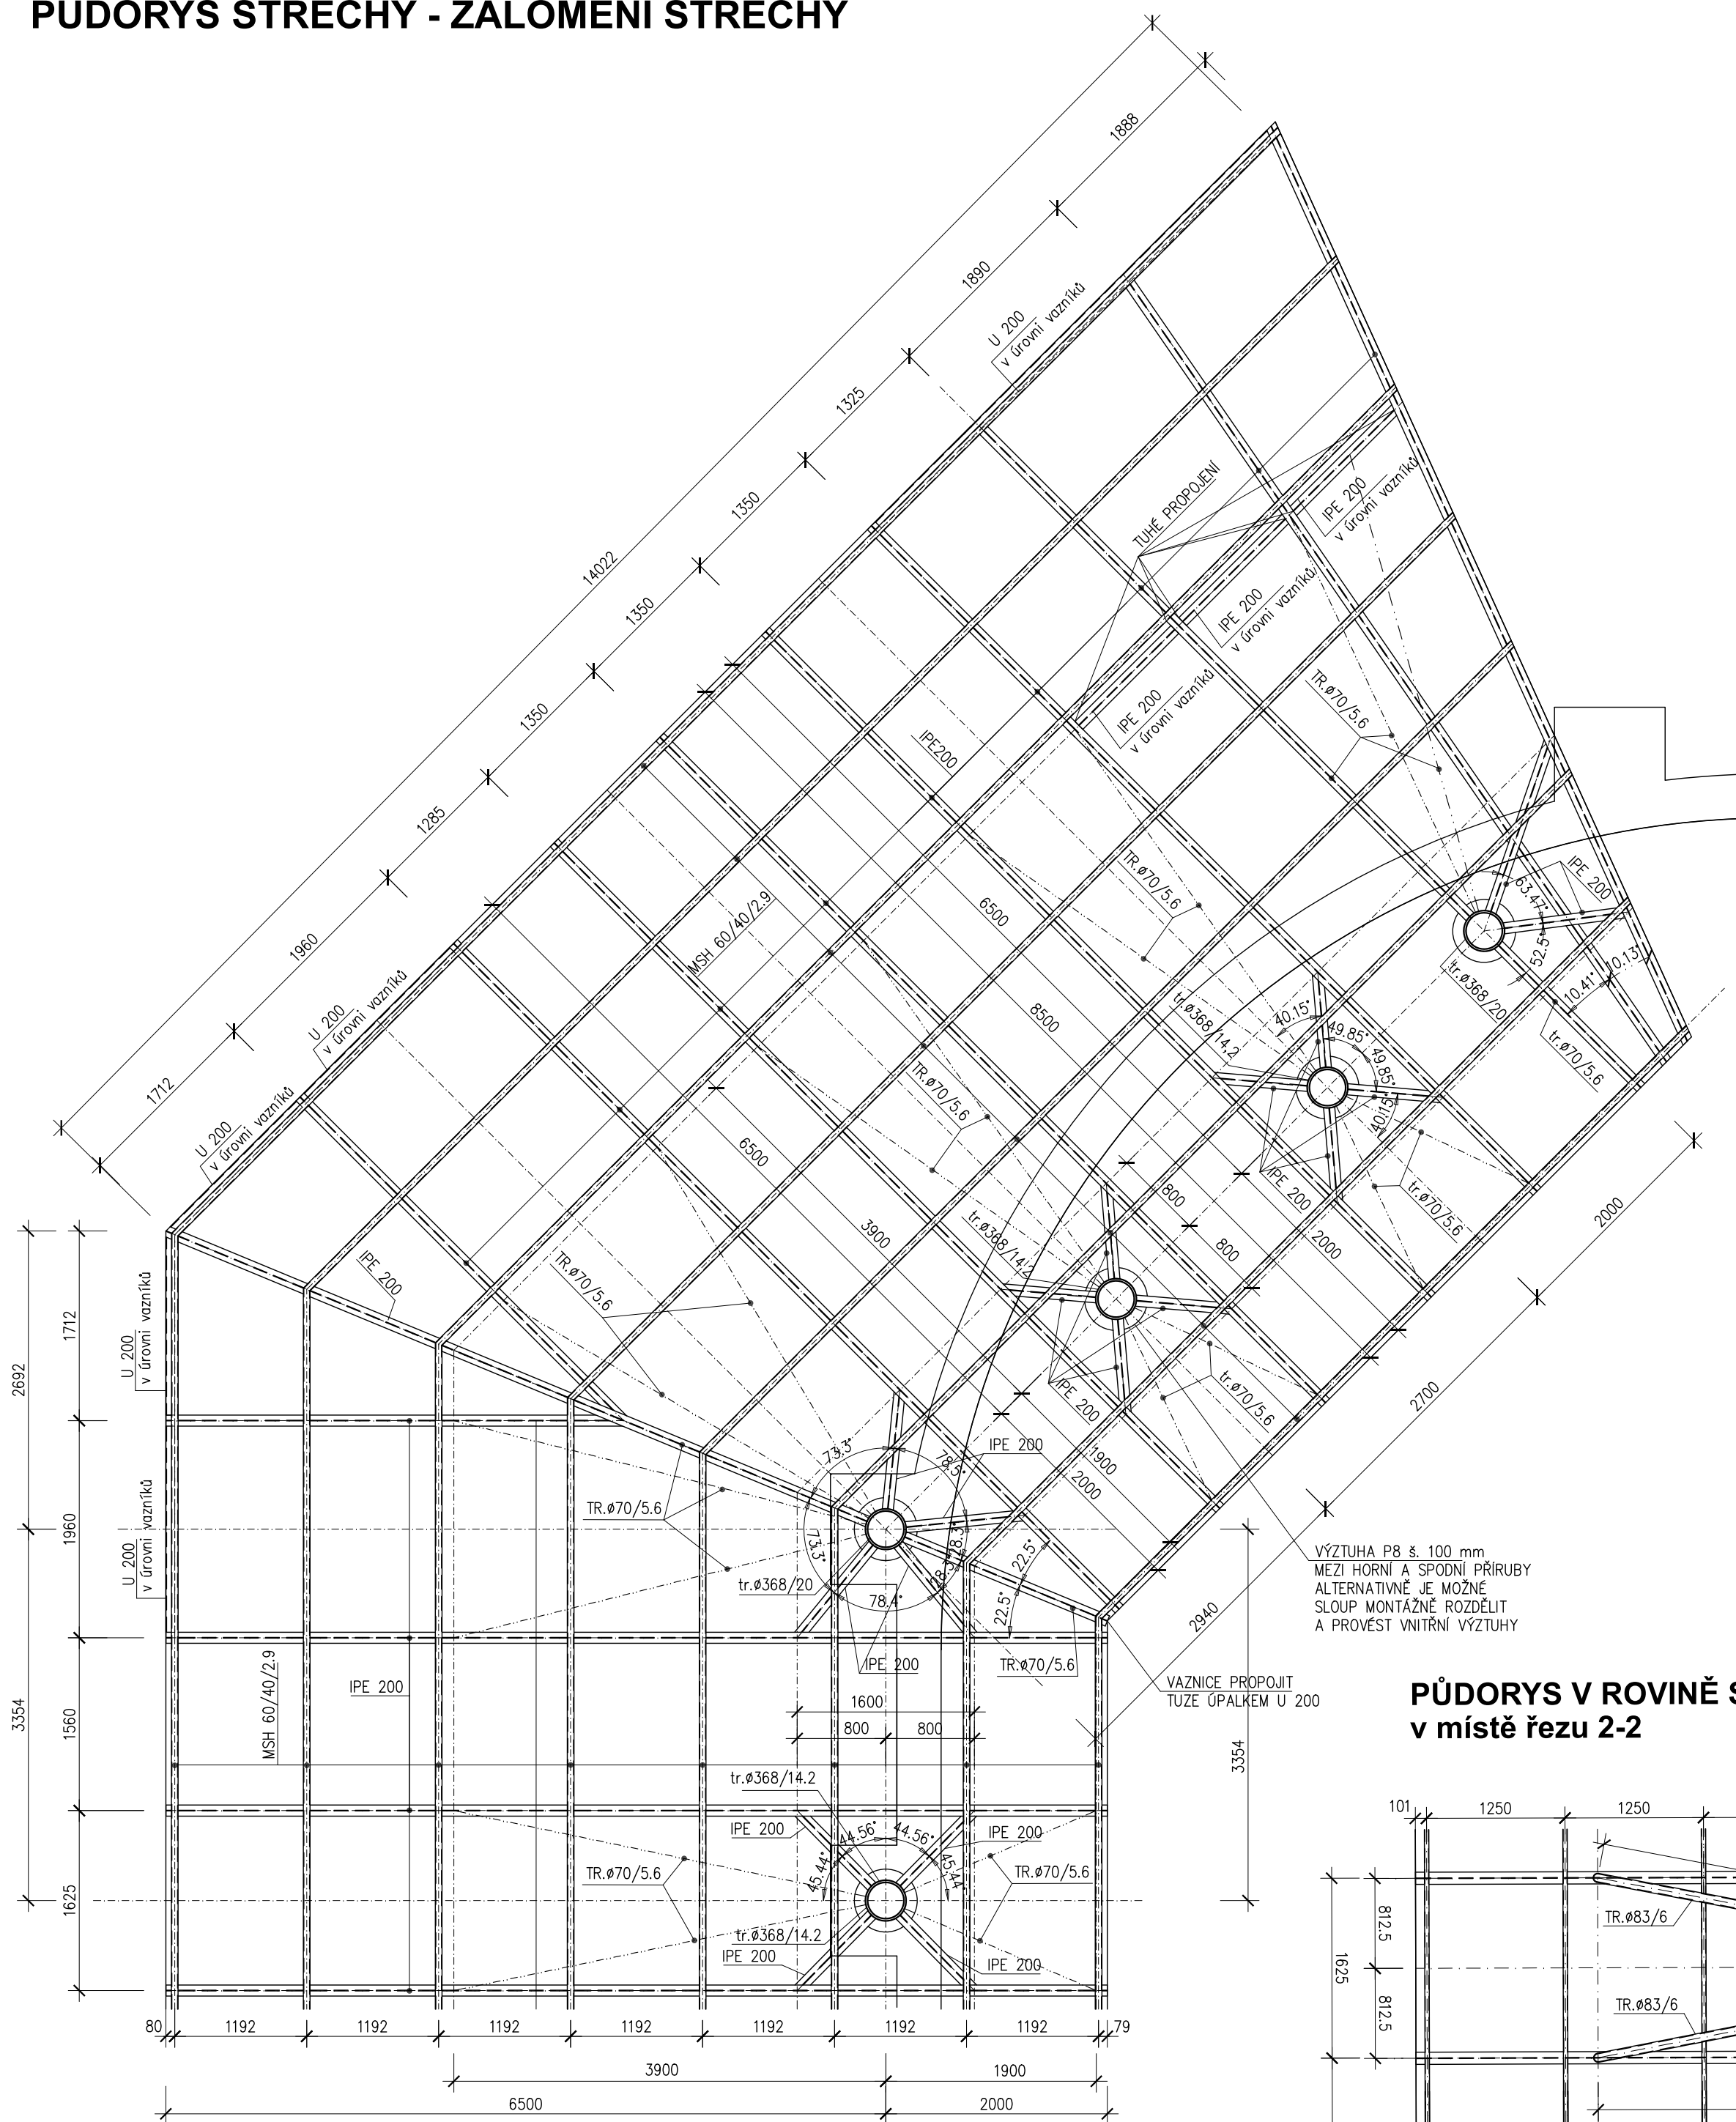 PŮDORYS STŘECHY - ZALOMENÍ STŘECHY
1888
1890
U 200
v úrovni vazníků
1325
1350
14022
1350
1350
1285
1960
1712
TUHÉ PROPOJENÍ
IPE 200
v úrovni vazníků
IPE 200
v úrovni vazníků
IPE 200
v úrovni vazníků
TR.ø70/5.6
IPE200
MSH 60/40/2.9
TR.ø70/5.6
6500
8500
63.47°
IPE 200
52.5°
10.13°
10.41°
tr.ø368/20
tr.ø70/5.6
tr.ø368/14.2
40.15°
49.85°
49.85°
40.15°
IPE 200
tr.ø70/5.6
2000
U 200
v úrovni vazníků
U 200
v úrovni vazníků
TR.ø70/5.6
6500
3900
800
800
2000
tr.ø368/14.2
IPE 200
tr.ø70/5.6
2700
1900
2000
IPE 200
TR.ø70/5.6
U 200
v úrovni vazníků
1712
2692
U 200
v úrovni vazníků
1960
3354
1560
1625
TR.ø70/5.6
73.3°
78.5°
IPE 200
73.3°
28.3°
28.3°
78.4°
22.5°
22.5°
tr.ø368/20
IPE 200
TR.ø70/5.6
2940
VÝZTUHA P8 š. 100 mm
MEZI HORNÍ A SPODNÍ PŘÍRUBY
ALTERNATIVNĚ JE MOŽNÉ
SLOUP MONTÁŽNĚ ROZDĚLIT
A PROVÉST VNITŘNÍ VÝZTUHY
VAZNICE PROPOJIT
TUZE ÚPALKEM U 200
MSH 60/40/2.9
IPE 200
1600
800
800
3354
tr.ø368/14.2
IPE 200
44.56°
44.56°
IPE 200
45.44°
45.44°
TR.ø70/5.6
TR.ø70/5.6
tr.ø368/14.2
IPE 200
IPE 200
80
1192
1192
1192
1192
1192
1192
1192
79
3900
1900
6500
2000
PŮDORYS V ROVINĚ S
v místě řezu 2-2
101
1250
1250
812.5
1625
812.5
TR.ø83/6
TR.ø83/6